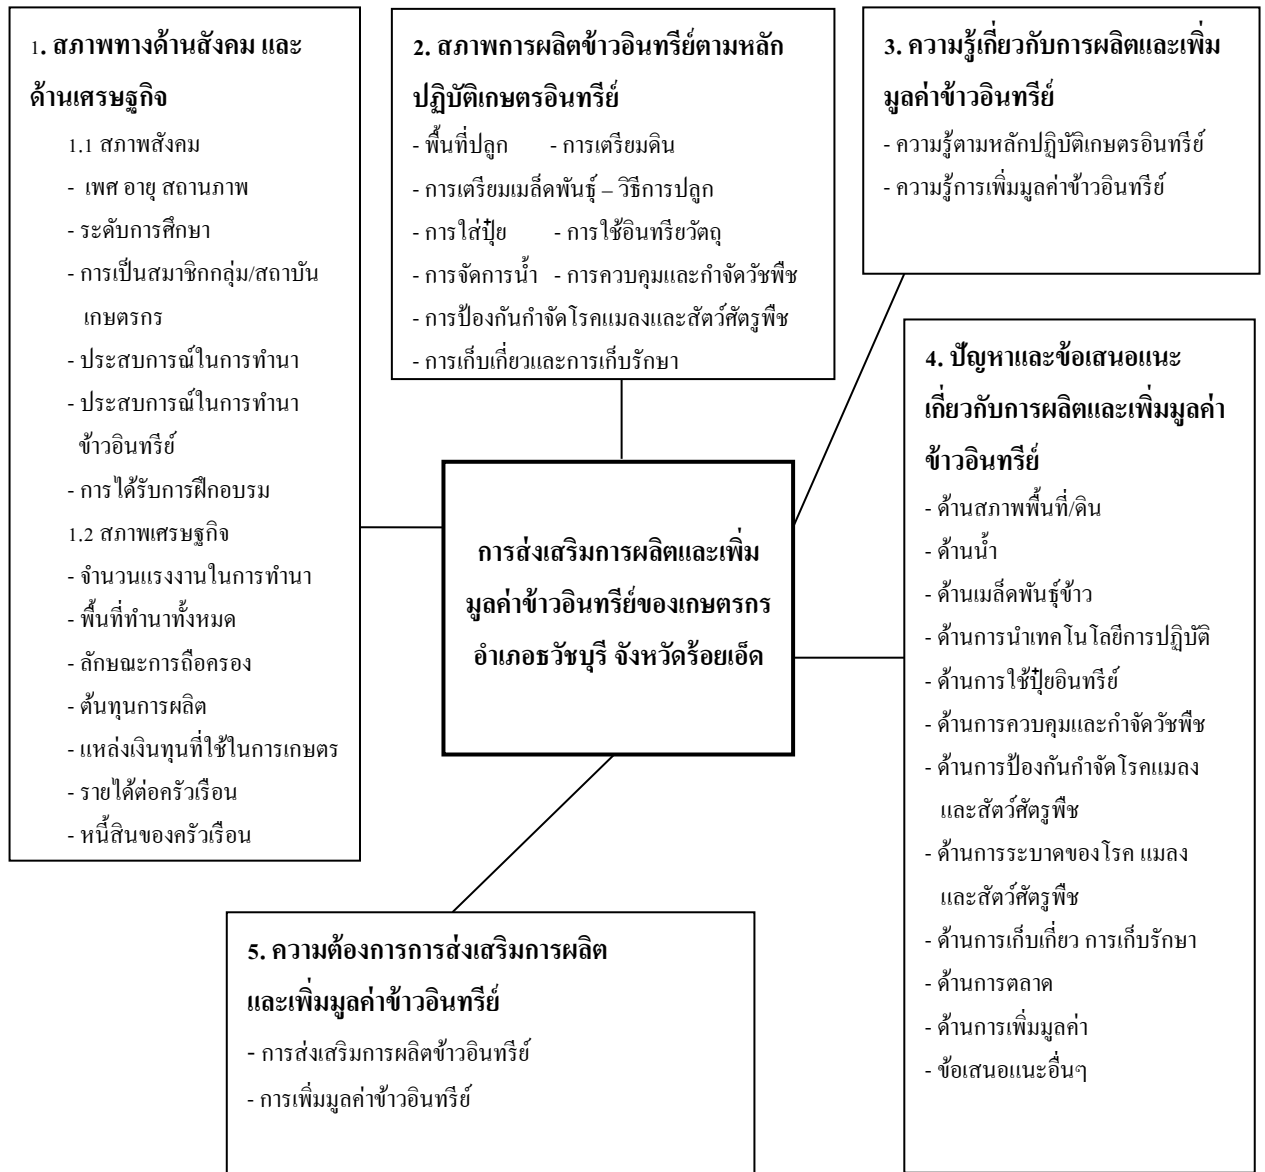 1. สภาพทางด้านสังคม และ
ด้านเศรษฐกิจ
1.1 สภาพสังคม
- เพศ อายุ สถานภาพ
- ระดับการศึกษา
- การเป็นสมาชิกกลุ่ม/สถาบัน
เกษตรกร
- ประสบการณ์ในการทำนา
- ประสบการณ์ในการทำนา
ข้าวอินทรีย์
- การได้รับการฝึกอบรม
1.2 สภาพเศรษฐกิจ
- จำนวนแรงงานในการทำนา
- พื้นที่ทำนาทั้งหมด
- ลักษณะการถือครอง
- ต้นทุนการผลิต
- แหล่งเงินทุนที่ใช้ในการเกษตร
- รายได้ต่อครัวเรือน
- หนี้สินของครัวเรือน
2. สภาพการผลิตข้าวอินทรีย์ตามหลัก
ปฏิบัติเกษตรอินทรีย์
- พื้นที่ปลูก - การเตรียมดิน
- การเตรียมเมล็ดพันธุ์ – วิธีการปลูก
- การใส่ปุ๋ย - การใช้อินทรียวัตถุ
- การจัดการน้ำ - การควบคุมและกำจัดวัชพืช
- การป้องกันกำจัดโรคแมลงและสัตว์ศัตรูพืช
- การเก็บเกี่ยวและการเก็บรักษา
3. ความรู้เกี่ยวกับการผลิตและเพิ่ม
มูลค่าข้าวอินทรีย์
- ความรู้ตามหลักปฏิบัติเกษตรอินทรีย์
- ความรู้การเพิ่มมูลค่าข้าวอินทรีย์
การส่งเสริมการผลิตและเพิ่ม
มูลค่าข้าวอินทรีย์ของเกษตรกร
อำเภอธวัชบุรี จังหวัดร้อยเอ็ด
4. ปัญหาและข้อเสนอแนะ
เกี่ยวกับการผลิตและเพิ่มมูลค่า
ข้าวอินทรีย์
- ด้านสภาพพื้นที่/ดิน
- ด้านน้ำ
- ด้านเมล็ดพันธุ์ข้าว
- ด้านการนำเทคโนโลยีการปฏิบัติ
- ด้านการใช้ปุ๋ยอินทรีย์
- ด้านการควบคุมและกำจัดวัชพืช
- ด้านการป้องกันกำจัดโรคแมลง
และสัตว์ศัตรูพืช
- ด้านการระบาดของโรค แมลง
และสัตว์ศัตรูพืช
- ด้านการเก็บเกี่ยว การเก็บรักษา
- ด้านการตลาด
- ด้านการเพิ่มมูลค่า
- ข้อเสนอแนะอื่นๆ
5. ความต้องการการส่งเสริมการผลิต
และเพิ่มมูลค่าข้าวอินทรีย์
- การส่งเสริมการผลิตข้าวอินทรีย์
- การเพิ่มมูลค่าข้าวอินทรีย์